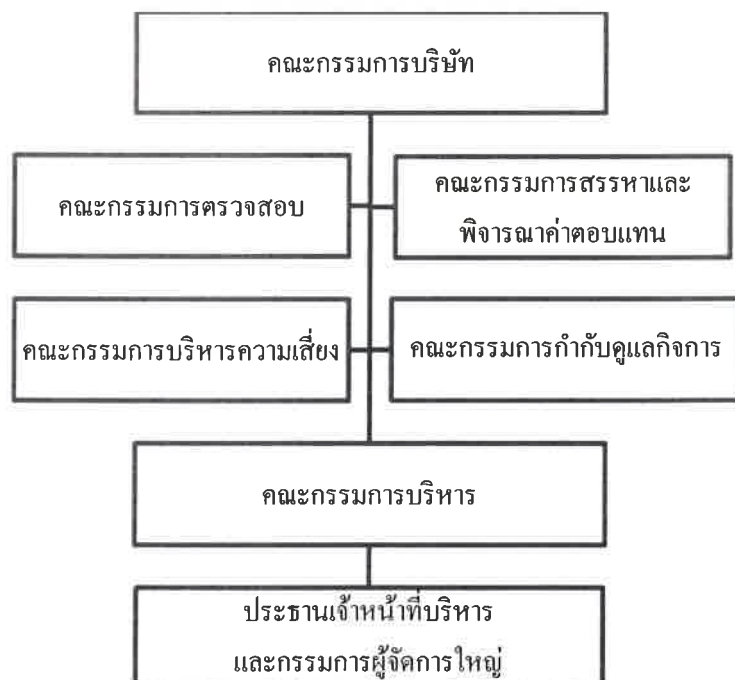 คณะกรรมการบริษัท
คณะกรรมการตรวจสอบ
คณะกรรมการสรรหาและ
พิจารณาค่าตอบแทน
คณะกรรมการบริหารความเสี่ยง
คณะกรรมการกำกับดูแลกิจการ
คณะกรรมการบริหาร
ประธานเจ้าหน้าที่บริหาร
และกรรมการผู้จัดการใหญ่